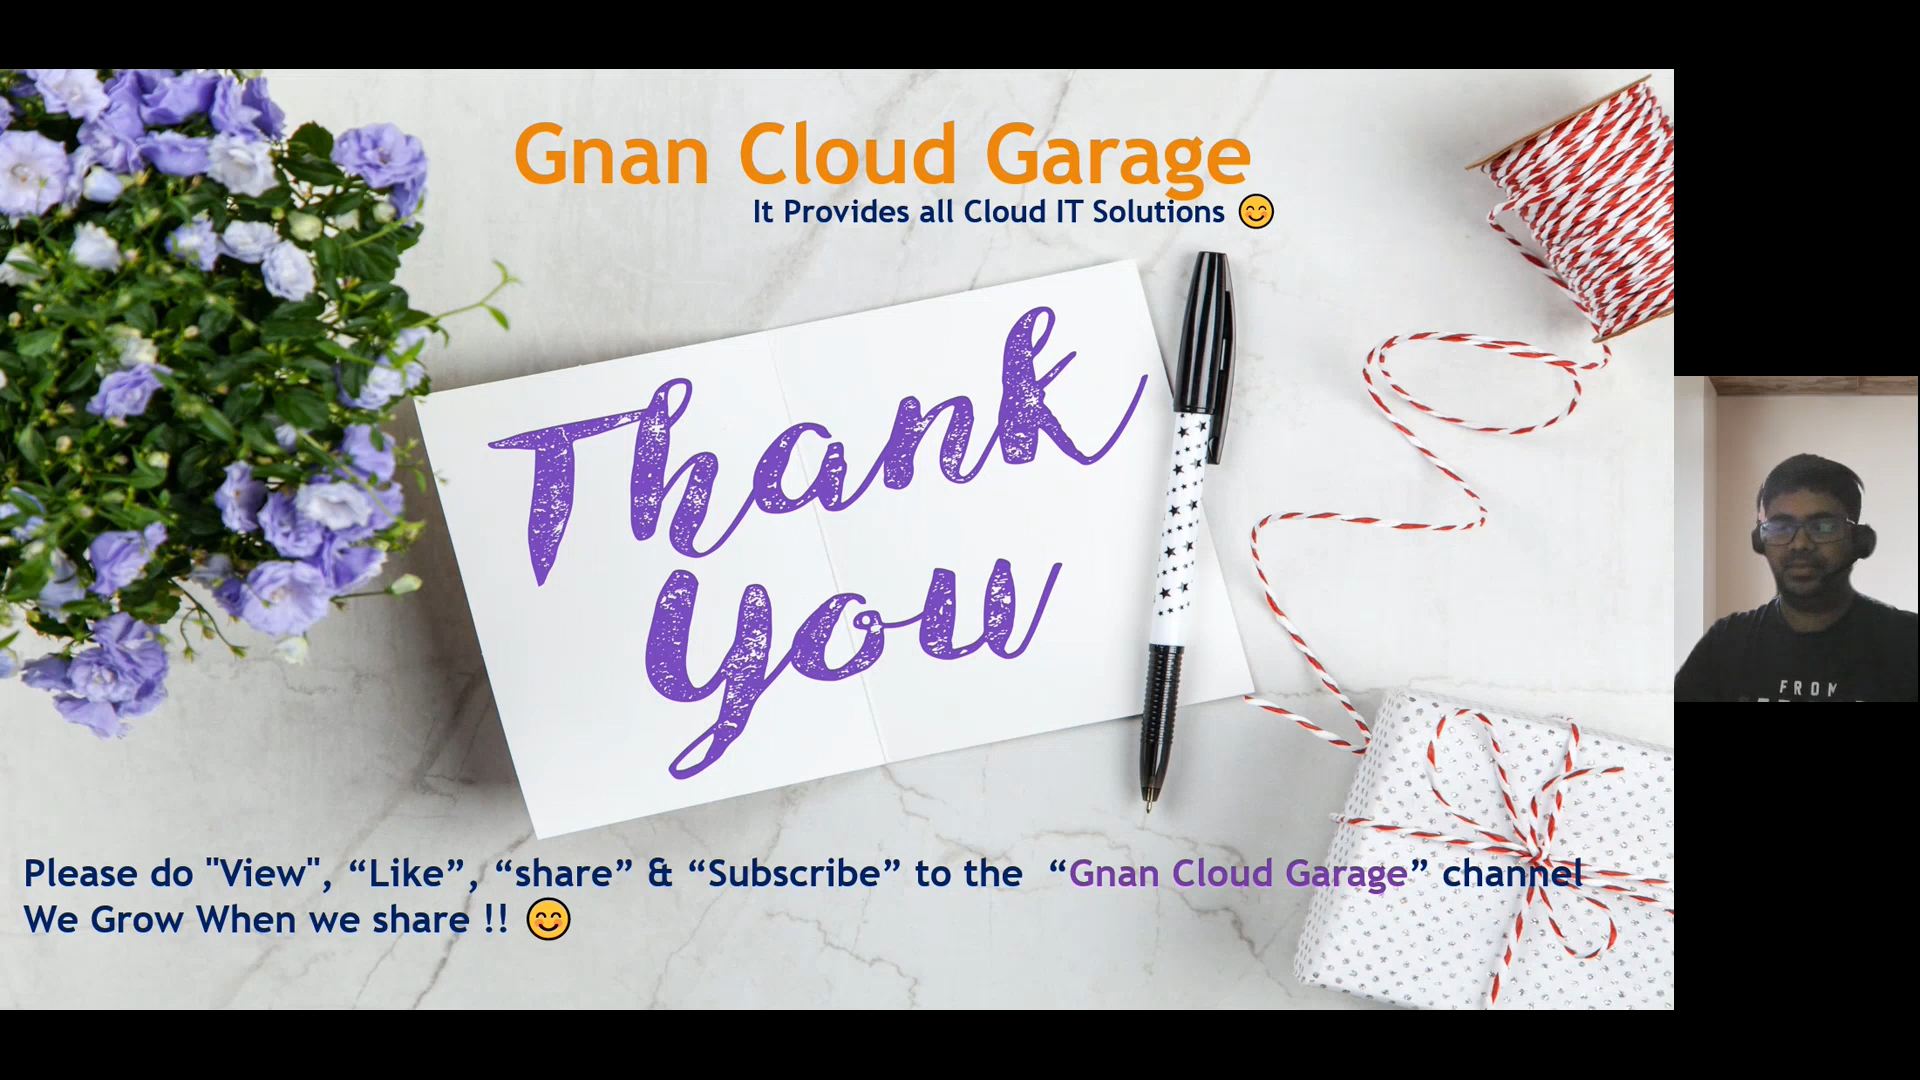 Gnan Cloud Garage
It Provides all Cloud IT Solutions 😊
Thank
you
Please do "View", “Like”, “share” & “Subscribe” to the “Gnan Cloud Garage” channel
We Grow When we share !! 😊
FROM